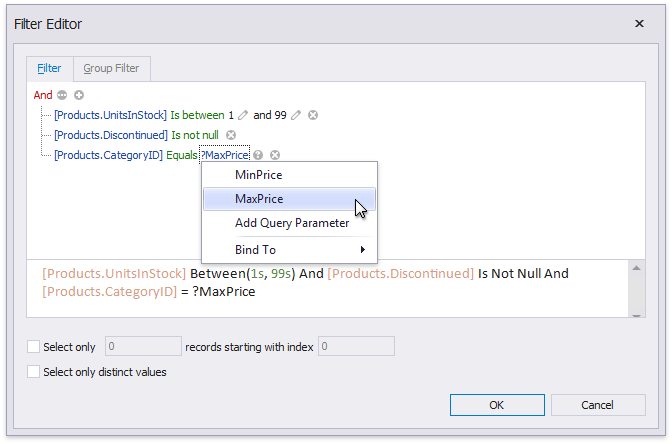 Filter Editor
Filter
Group Filter
And
[Products.UnitsInStock] Is between 1 and 99
[Products.Discontinued] Is not null
[Products.CategoryID] Equals ?MaxPrice
MinPrice
MaxPrice
Add Query Parameter
Bind To
[Products.UnitsInStock] Between(1s, 99s) And [Products.Discontinued] Is Not Null And
[Products.CategoryID] = ?MaxPrice
Select only 0 records starting with index 0
Select only distinct values
OK
Cancel